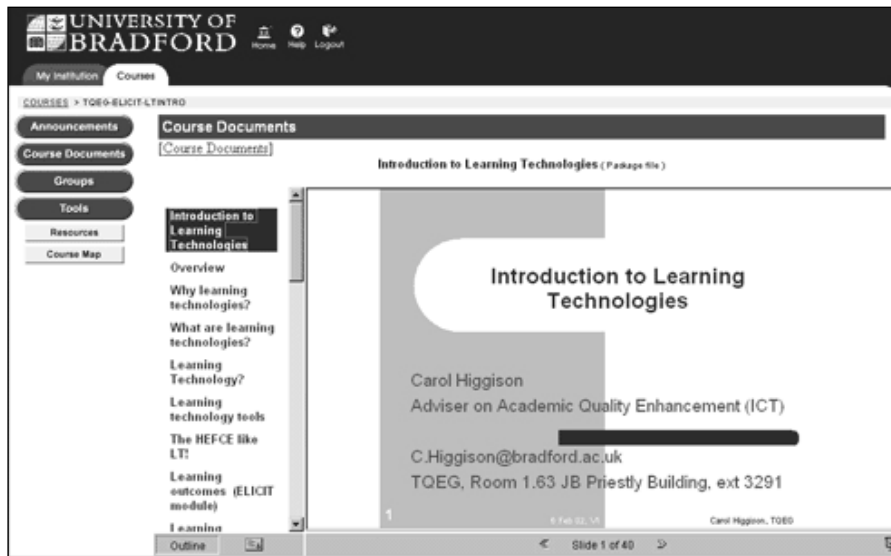 UNIVERSITY OF
BRADFORD
Home Help Logout
My Institution Courses
COURSES > TQEG-ELICIT-LTINTRO
Announcements
Course Documents
Groups
Tools
Resources
Course Map
Course Documents
[Course Documents]
Introduction to Learning Technologies ( Package file )
Introduction to
Learning
Technologies
Overview
Why learning
technologies?
What are learning
technologies?
Learning
Technology?
Learning
technology tools
The HEFCE like
LT!
Learning
outcomes (ELICIT
module)
Learning
Outline
Introduction to Learning
Technologies
Carol Higgison
Adviser on Academic Quality Enhancement (ICT)
C.Higgison@bradford.ac.uk
TQEG, Room 1.63 JB Priestly Building, ext 3291
1
6 Feb 02, V1
Carol Higgison, TQEG
Slide 1 of 40